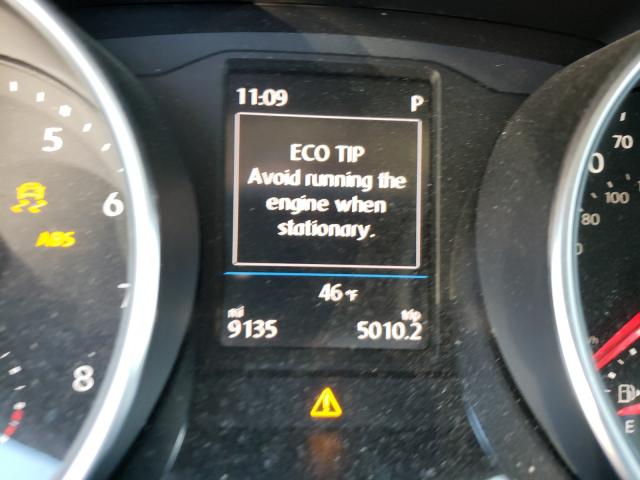 11:09 P
ECO TIP
Avoid running the
engine when
stationary.
46 °F
mi trip
9135 5010.2
5
6
7
8
ABS
70
100
80
0
E